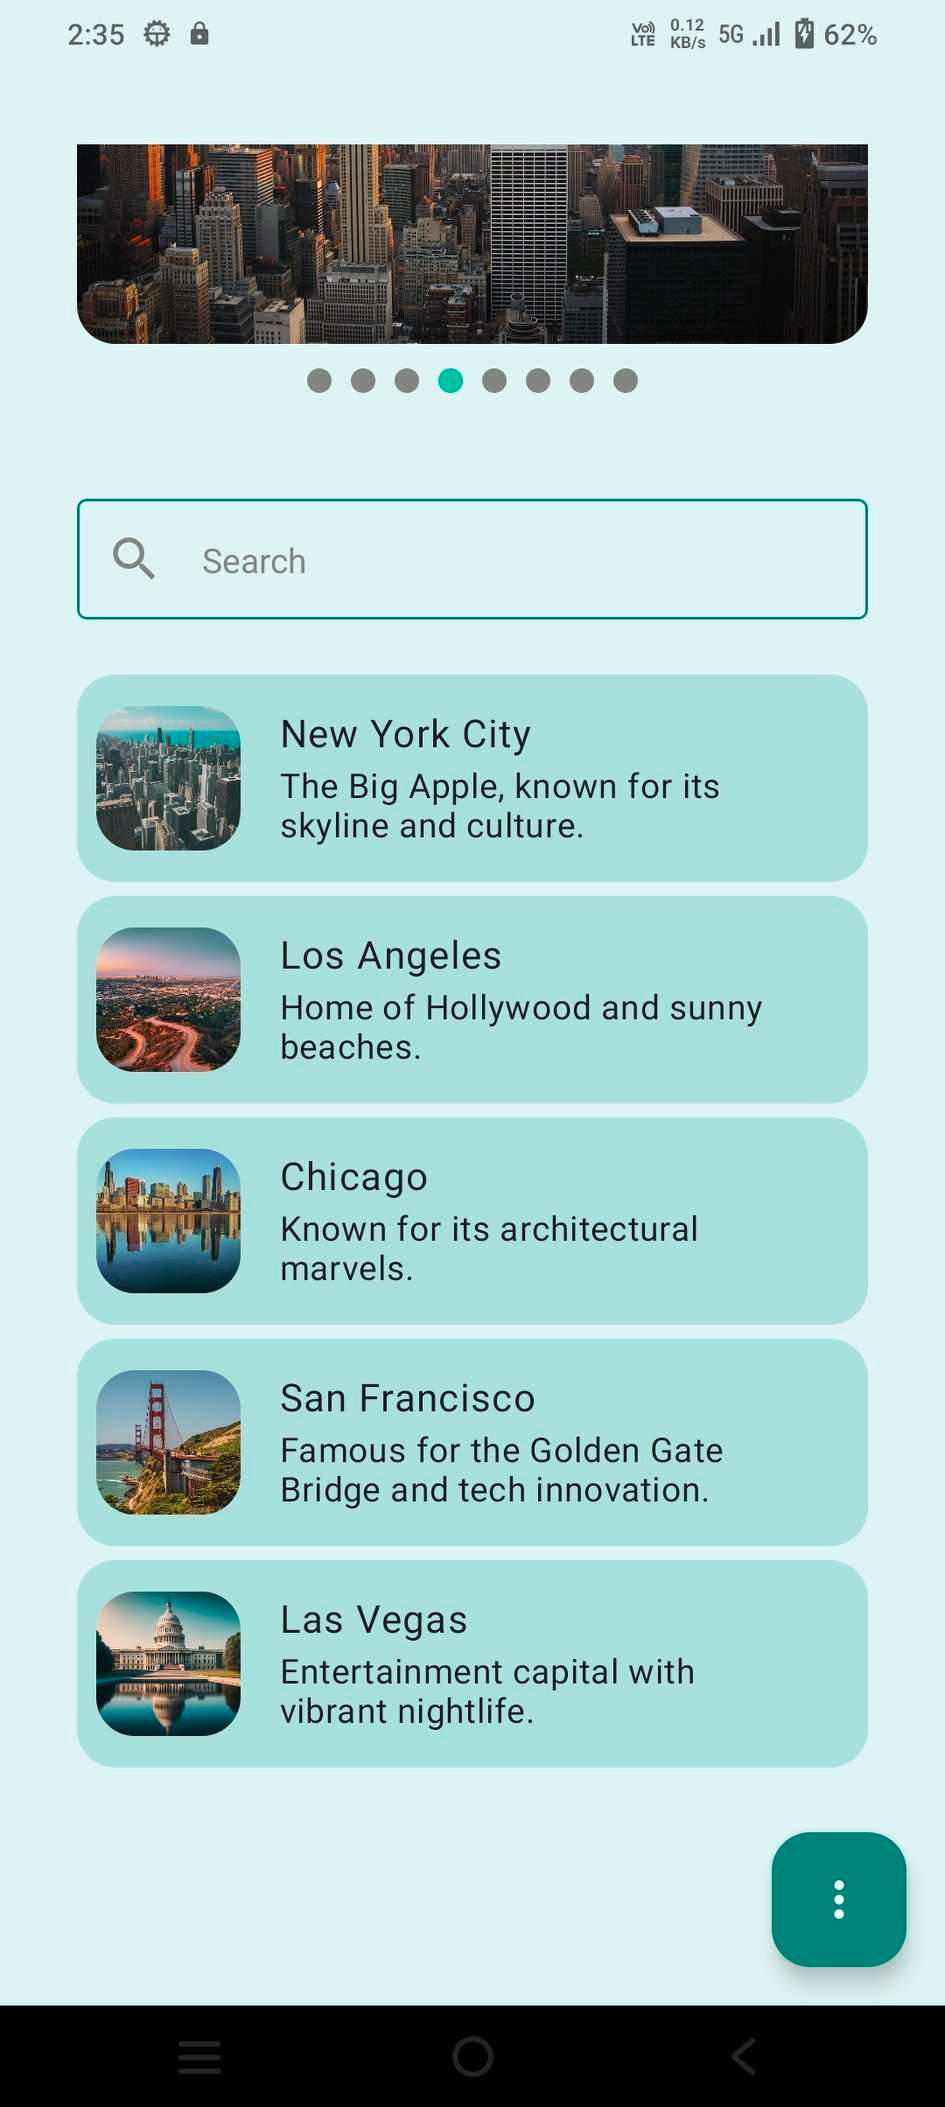 2:35
Vo) LTE 0.12 KB/s 5G 62%
Search
New York City
The Big Apple, known for its
skyline and culture.
Los Angeles
Home of Hollywood and sunny
beaches.
Chicago
Known for its architectural
marvels.
San Francisco
Famous for the Golden Gate
Bridge and tech innovation.
Las Vegas
Entertainment capital with
vibrant nightlife.